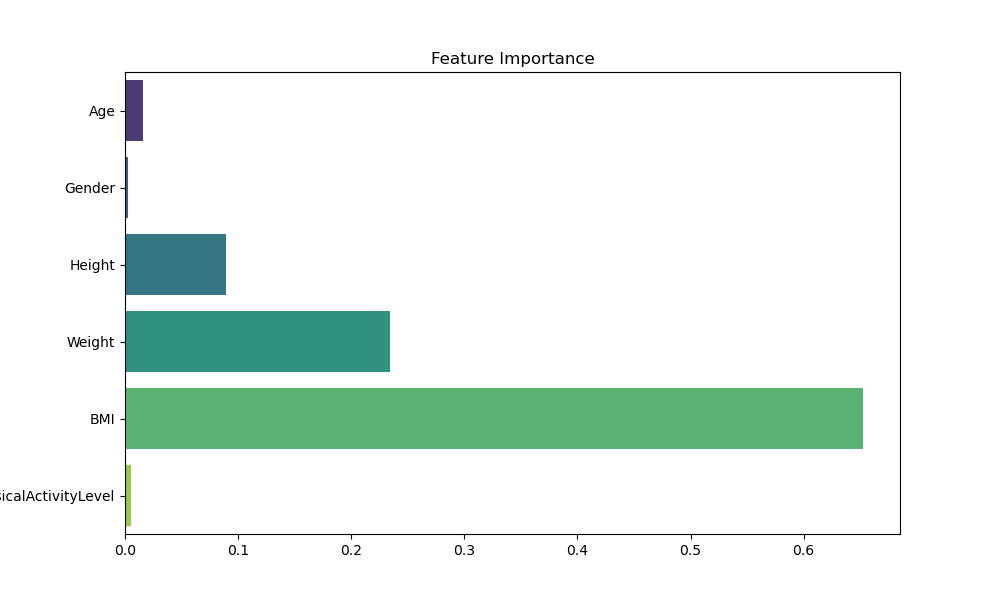 Feature Importance
Age
Gender
Height
Weight
BMI
sicalActivityLevel
0.0 0.1 0.2 0.3 0.4 0.5 0.6